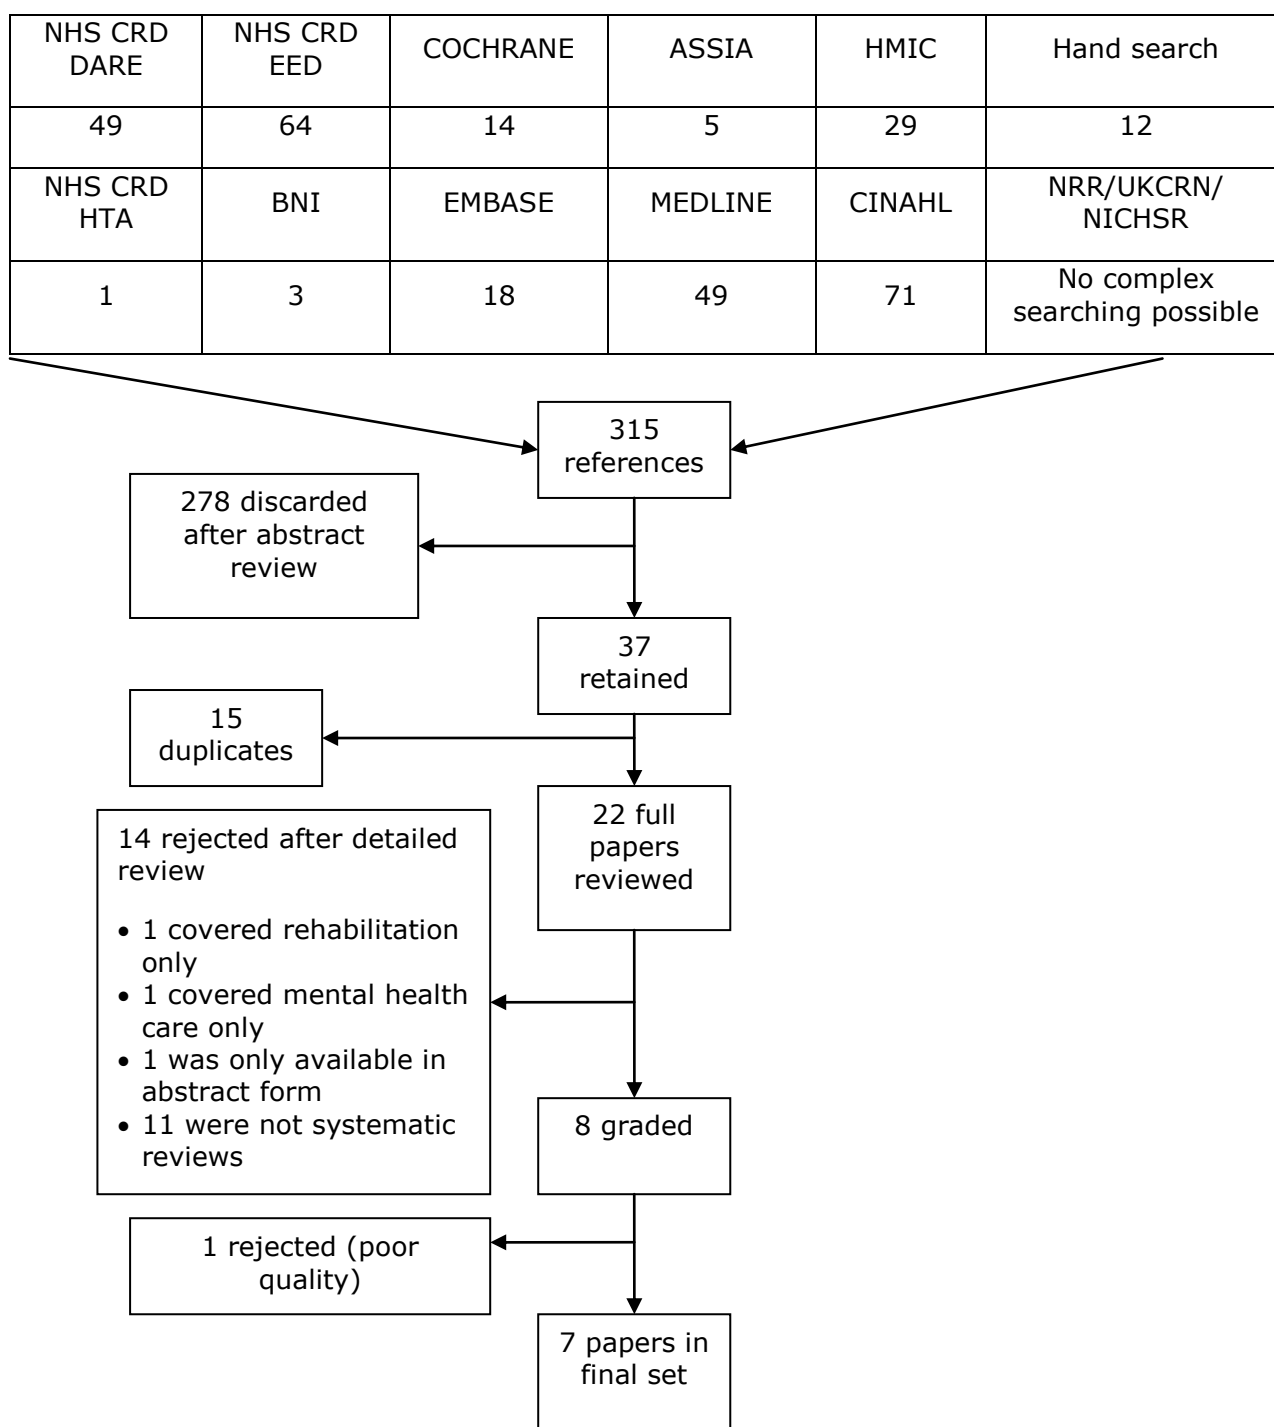 NHS CRD
DARE
NHS CRD
EED
COCHRANE
ASSIA
HMIC
Hand search
49
64
14
5
29
12
NHS CRD
HTA
BNI
EMBASE
MEDLINE
CINAHL
NRR/UKCRN/
NICHSR
1
3
18
49
71
No complex
searching possible
315
references
278 discarded
after abstract
review
37
retained
15
duplicates
22 full
papers
reviewed
14 rejected after detailed
review
• 1 covered rehabilitation
only
• 1 covered mental health
care only
• 1 was only available in
abstract form
• 11 were not systematic
reviews
8 graded
1 rejected (poor
quality)
7 papers in
final set